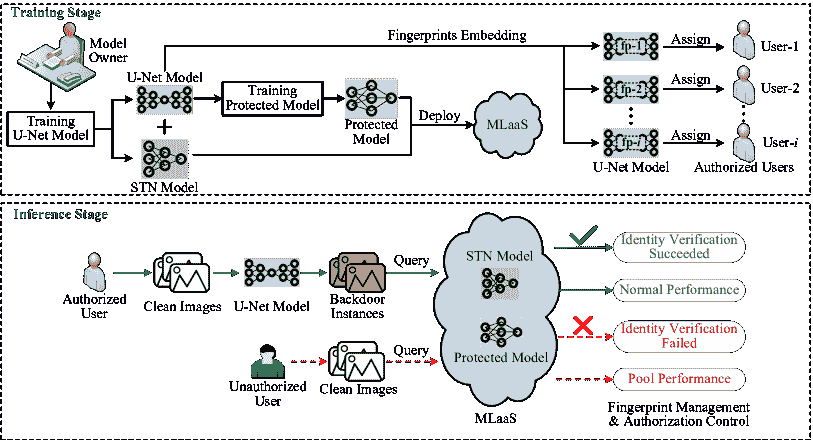 Training Stage
Model
Owner
Training
U-Net Model
U-Net Model
+
STN Model
Training
Protected Model
Protected
Model
Deploy
MLaaS
Fingerprints Embedding
fp-1
fp-2
fp-i
U-Net Model
Assign
Assign
Assign
User-1
User-2
User-i
Authorized Users
Inference Stage
Authorized
User
Clean Images
U-Net Model
Backdoor
Instances
Query
Unauthorized
User
Clean Images
Query
STN Model
Protected Model
MLaaS
Identity Verification
Succeeded
Normal Performance
Identity Verification
Failed
Pool Performance
Fingerprint Management
& Authorization Control